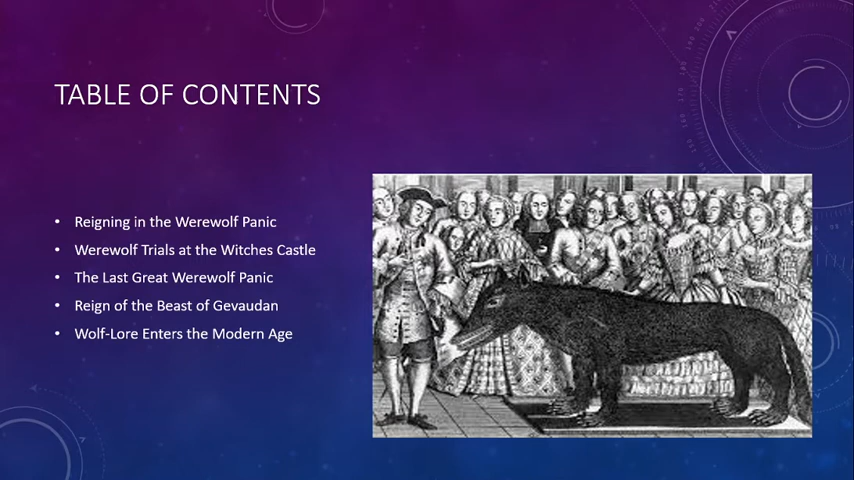 TABLE OF CONTENTS
• Reigning in the Werewolf Panic
• Werewolf Trials at the Witches Castle
• The Last Great Werewolf Panic
• Reign of the Beast of Gevaudan
• Wolf-Lore Enters the Modern Age